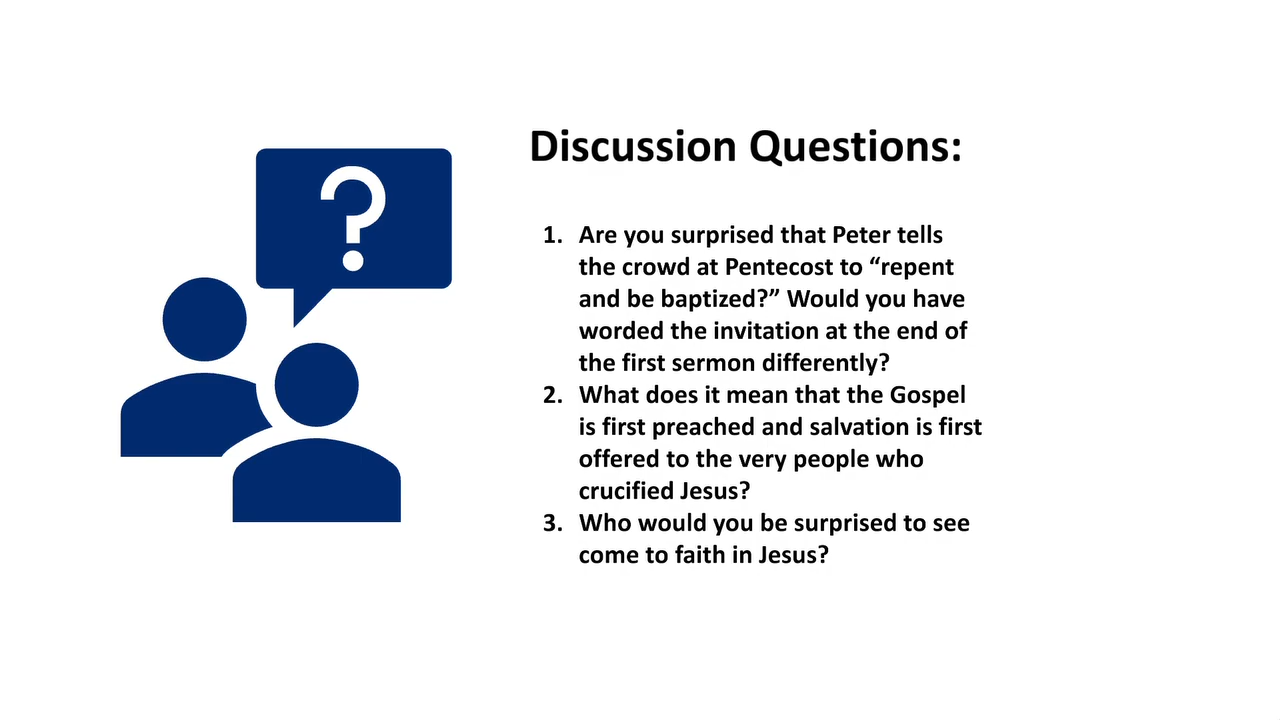 ?
Discussion Questions:
1. Are you surprised that Peter tells
the crowd at Pentecost to “repent
and be baptized?” Would you have
worded the invitation at the end of
the first sermon differently?
2. What does it mean that the Gospel
is first preached and salvation is first
offered to the very people who
crucified Jesus?
3. Who would you be surprised to see
come to faith in Jesus?